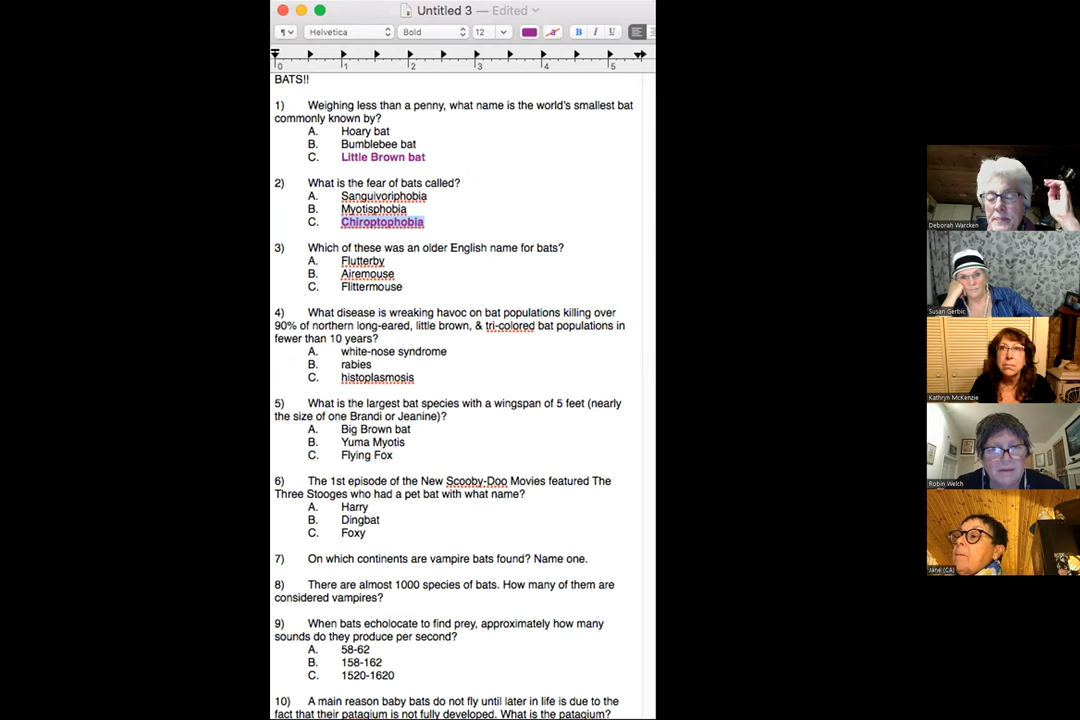 Untitled 3 — Edited
Helvetica Bold 12 B I U
0 1 2 3 4 5
BATS!!
1) Weighing less than a penny, what name is the world's smallest bat
commonly known by?
A. Hoary bat
B. Bumblebee bat
C. Little Brown bat
2) What is the fear of bats called?
A. Sanguivoriphobia
B. Myotisphobia
C. Chiroptophobia
3) Which of these was an older English name for bats?
A. Flutterby
B. Airemouse
C. Flittermouse
4) What disease is wreaking havoc on bat populations killing over
90% of northern long-eared, little brown, & tri-colored bat populations in
fewer than 10 years?
A. white-nose syndrome
B. rabies
C. histoplasmosis
5) What is the largest bat species with a wingspan of 5 feet (nearly
the size of one Brandi or Jeanine)?
A. Big Brown bat
B. Yuma Myotis
C. Flying Fox
6) The 1st episode of the New Scooby-Doo Movies featured The
Three Stooges who had a pet bat with what name?
A. Harry
B. Dingbat
C. Foxy
7) On which continents are vampire bats found? Name one.
8) There are almost 1000 species of bats. How many of them are
considered vampires?
9) When bats echolocate to find prey, approximately how many
sounds do they produce per second?
A. 58-62
B. 158-162
C. 1520-1620
10) A main reason baby bats do not fly until later in life is due to the
fact that their patagium is not fully developed. What is the patagium?
Deborah Warcken
Susan Gerbic
Kathryn McKenzie
Robin Welch
Jane (CA)